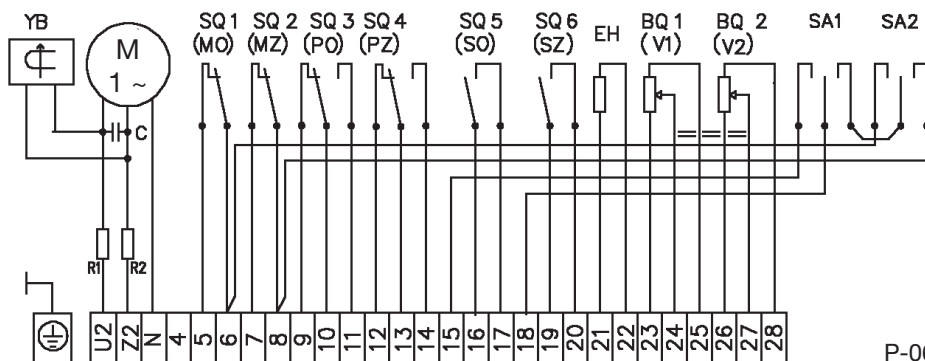 YB
M
1 ~
SQ 1
(MO)
SQ 2
(MZ)
SQ 3
(PO)
SQ 4
(PZ)
SQ 5
(SO)
SQ 6
(SZ)
EH
BQ 1
(V1)
BQ 2
(V2)
SA1
SA2
C
R1
R2
U2
Z2
N
4
5
6
7
8
9
10
11
12
13
14
15
16
17
18
19
20
21
22
23
24
25
26
27
28